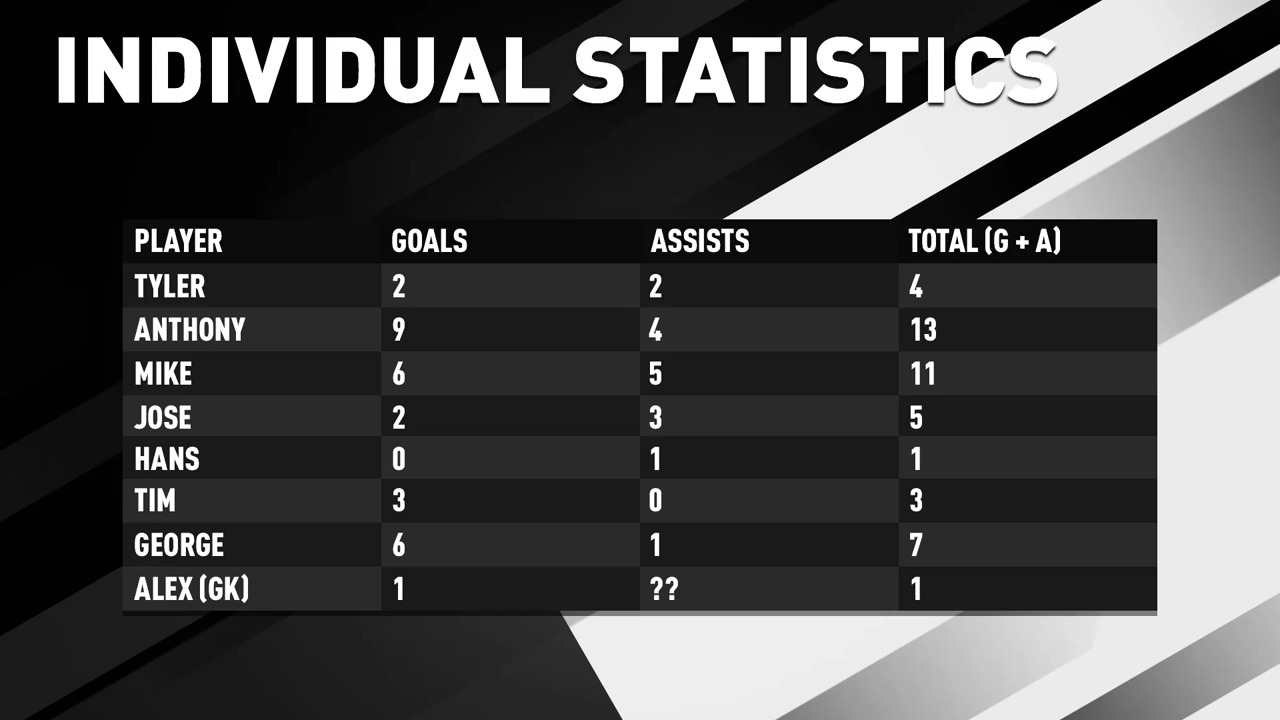 INDIVIDUAL STATISTICS
PLAYER GOALS ASSISTS TOTAL (G + A)
TYLER 2 2 4
ANTHONY 9 4 13
MIKE 6 5 11
JOSE 2 3 5
HANS 0 1 1
TIM 3 0 3
GEORGE 6 1 7
ALEX (GK) 1 ?? 1